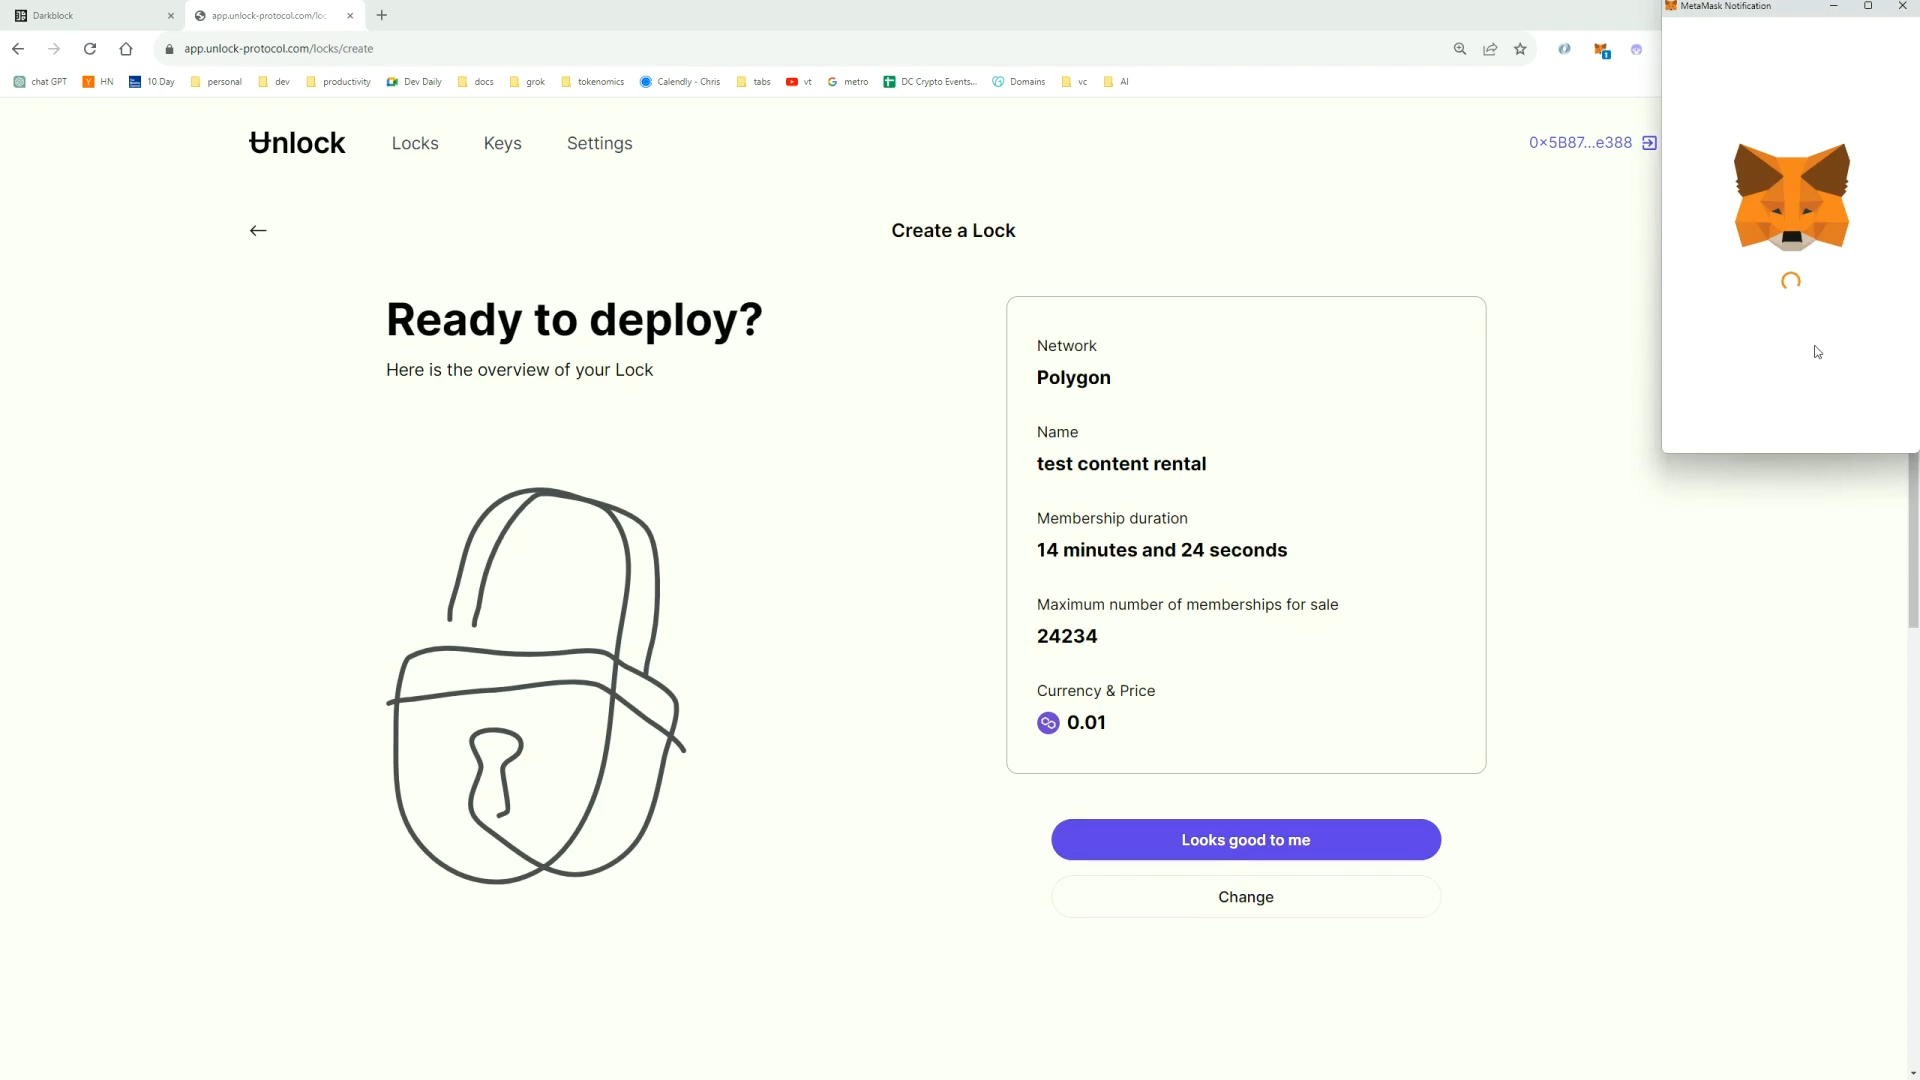 Darkblock
app.unlock-protocol.com/loc
MetaMask Notification
app.unlock-protocol.com/locks/create
1
chat GPT
HN
10 Day
personal
dev
productivity
Dev Daily
docs
grok
tokenomics
Calendly - Chris
tabs
vt
metro
DC Crypto Events...
Domains
vc
AI
Unlock
Locks
Keys
Settings
0×5B87...e388
Create a Lock
Ready to deploy?
Here is the overview of your Lock
Network
Polygon
Name
test content rental
Membership duration
14 minutes and 24 seconds
Maximum number of memberships for sale
24234
Currency & Price
0.01
Looks good to me
Change